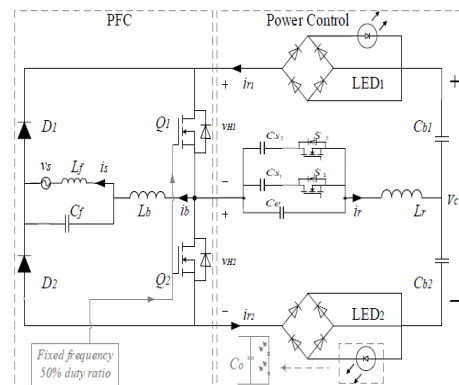 PFC
Power Control
LED1
ir1
D1
Q1
vH1
Cb1
+
−
Cs2
S2
Cs1
S1
Ce
vs
Lf
is
Cf
Lb
ib
ir
Lr
Vc
Q2
vH2
D2
Cb2
ir2
LED2
Co
Fixed frequency
50% duty ratio